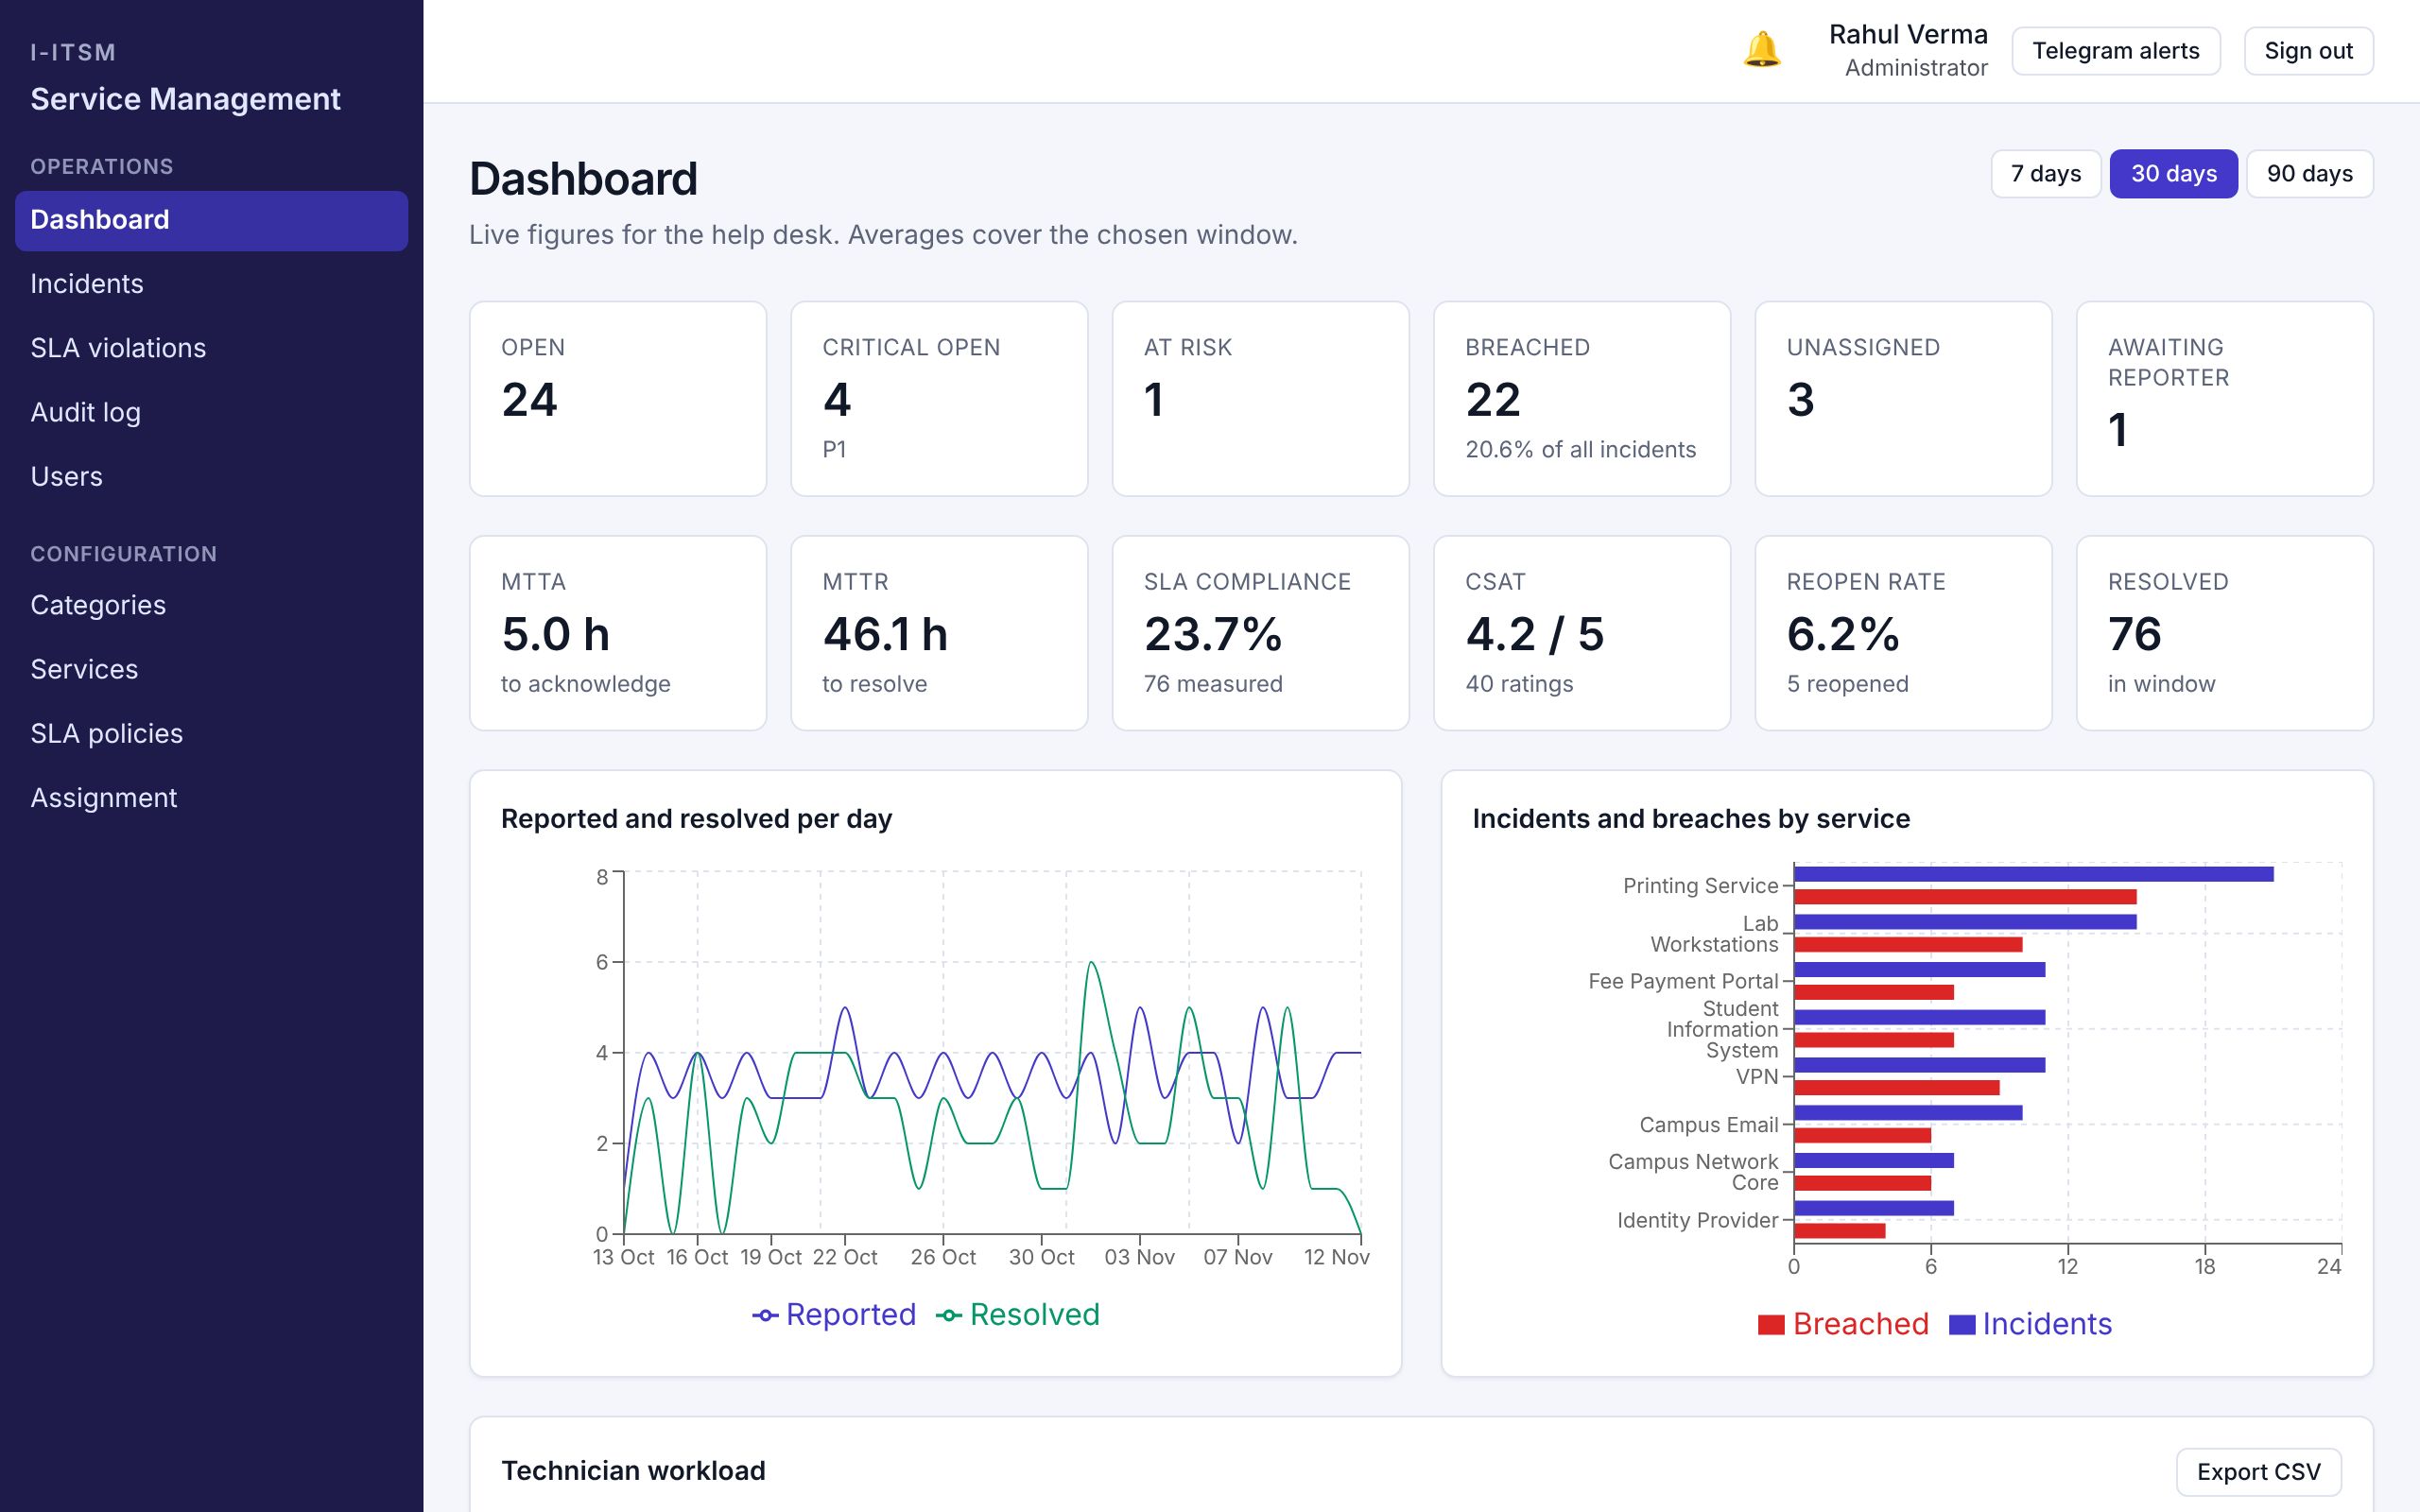 I-ITSM
Service Management
OPERATIONS
Dashboard
Incidents
SLA violations
Audit log
Users
CONFIGURATION
Categories
Services
SLA policies
Assignment
Rahul Verma
Administrator
Telegram alerts
Sign out
Dashboard
Live figures for the help desk. Averages cover the chosen window.
7 days
30 days
90 days
OPEN
24
CRITICAL OPEN
4
P1
AT RISK
1
BREACHED
22
20.6% of all incidents
UNASSIGNED
3
AWAITING
REPORTER
1
MTTA
5.0 h
to acknowledge
MTTR
46.1 h
to resolve
SLA COMPLIANCE
23.7%
76 measured
CSAT
4.2 / 5
40 ratings
REOPEN RATE
6.2%
5 reopened
RESOLVED
76
in window
Reported and resolved per day
8
6
4
2
0
13 Oct 16 Oct 19 Oct 22 Oct 26 Oct 30 Oct 03 Nov 07 Nov 12 Nov
Reported Resolved
Incidents and breaches by service
Printing Service
Lab
Workstations
Fee Payment Portal
Student
Information
System
VPN
Campus Email
Campus Network
Core
Identity Provider
0 6 12 18 24
Breached Incidents
Technician workload
Export CSV